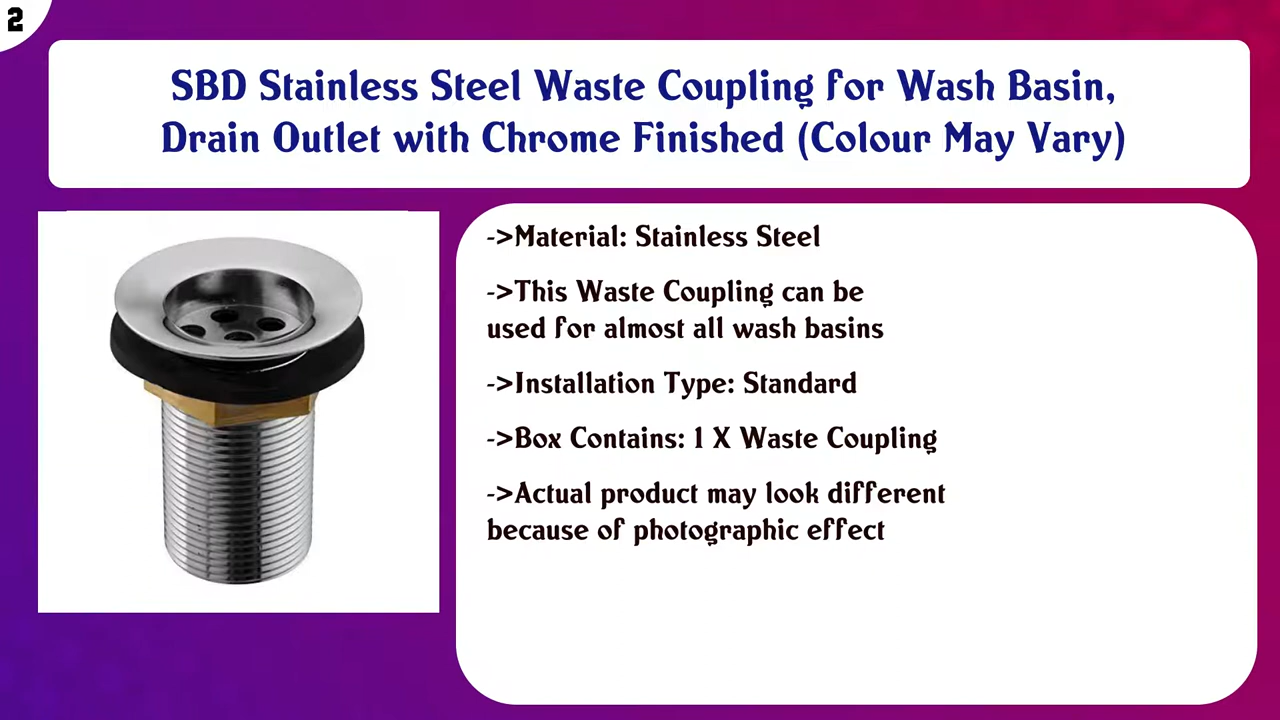 2
SBD Stainless Steel Waste Coupling for Wash Basin,
Drain Outlet with Chrome Finished (Colour May Vary)
->Material: Stainless Steel
->This Waste Coupling can be
used for almost all wash basins
->Installation Type: Standard
->Box Contains: 1 X Waste Coupling
->Actual product may look different
because of photographic effect